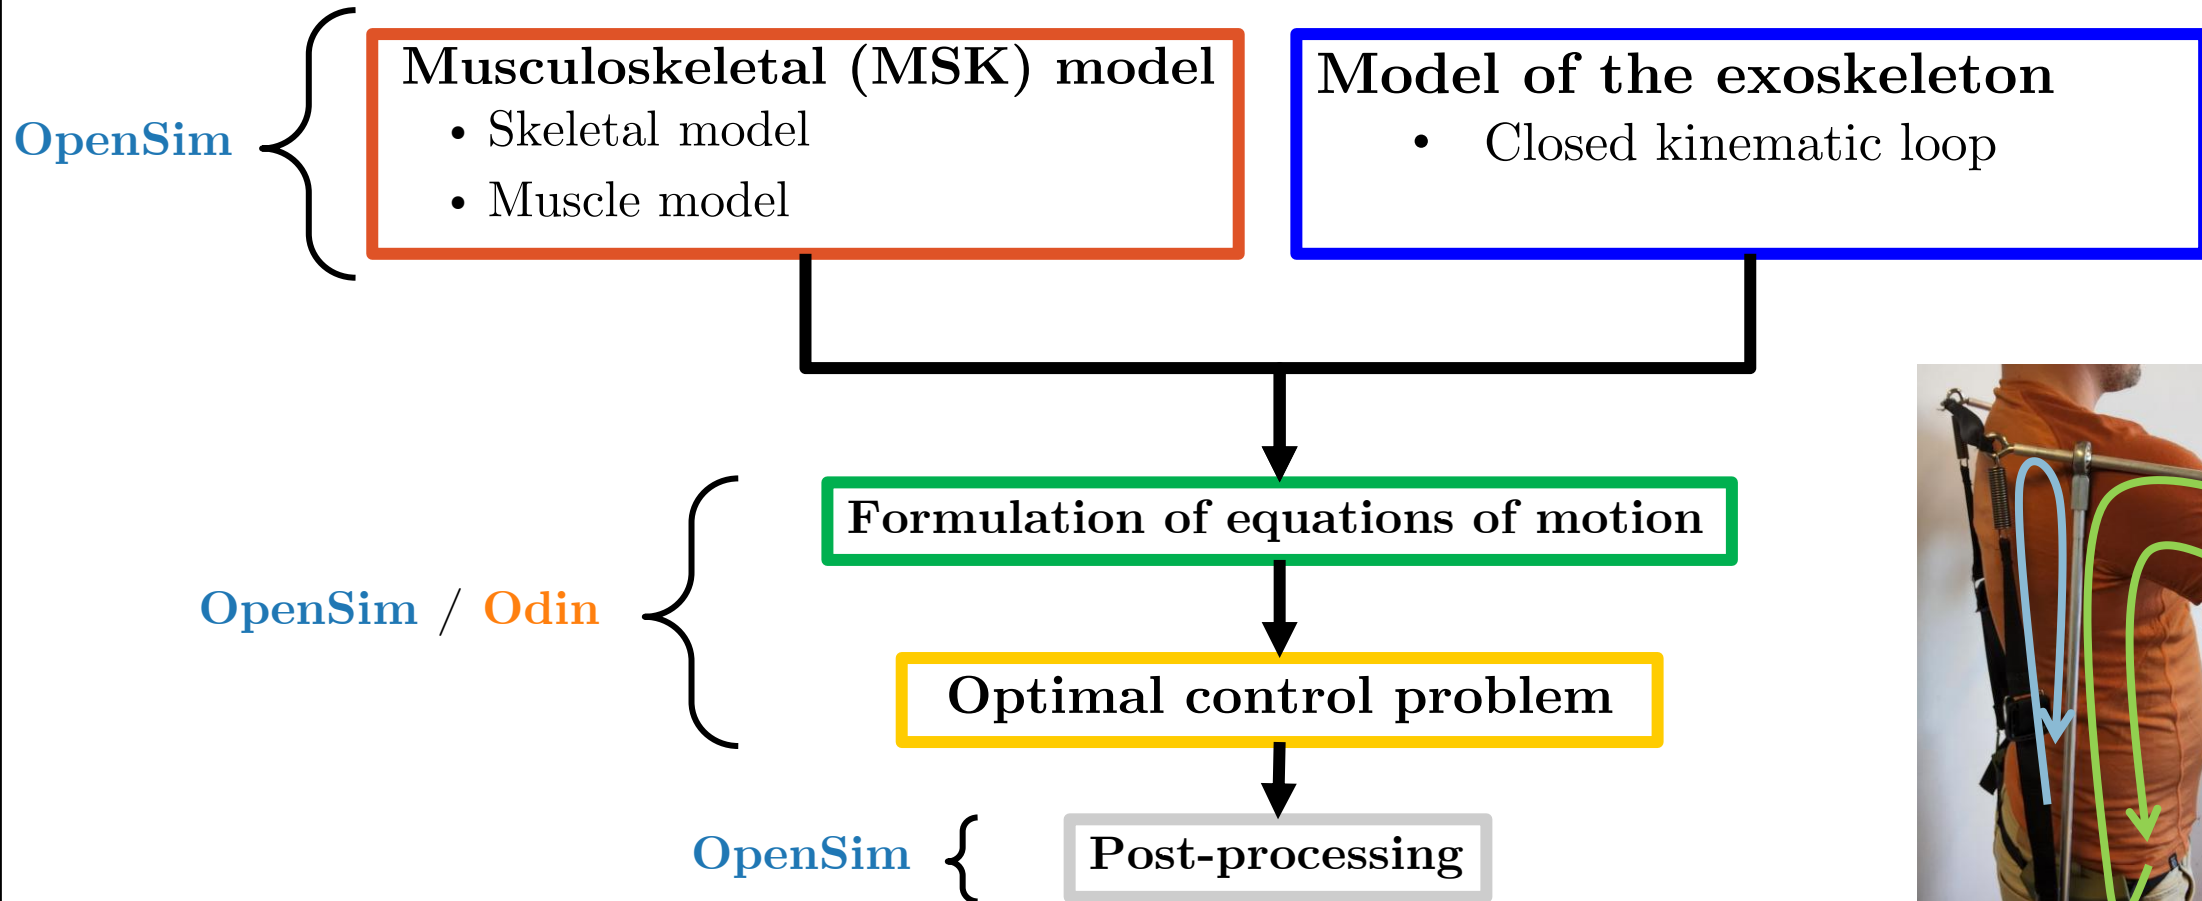 Musculoskeletal (MSK) model
• Skeletal model
• Muscle model
Model of the exoskeleton
• Closed kinematic loop
OpenSim
Formulation of equations of motion
OpenSim / Odin
Optimal control problem
OpenSim
Post-processing